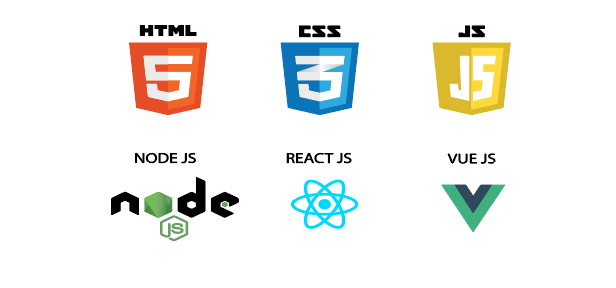 HTML CSS JS
5 3 JS
NODE JS REACT JS VUE JS
node
JS